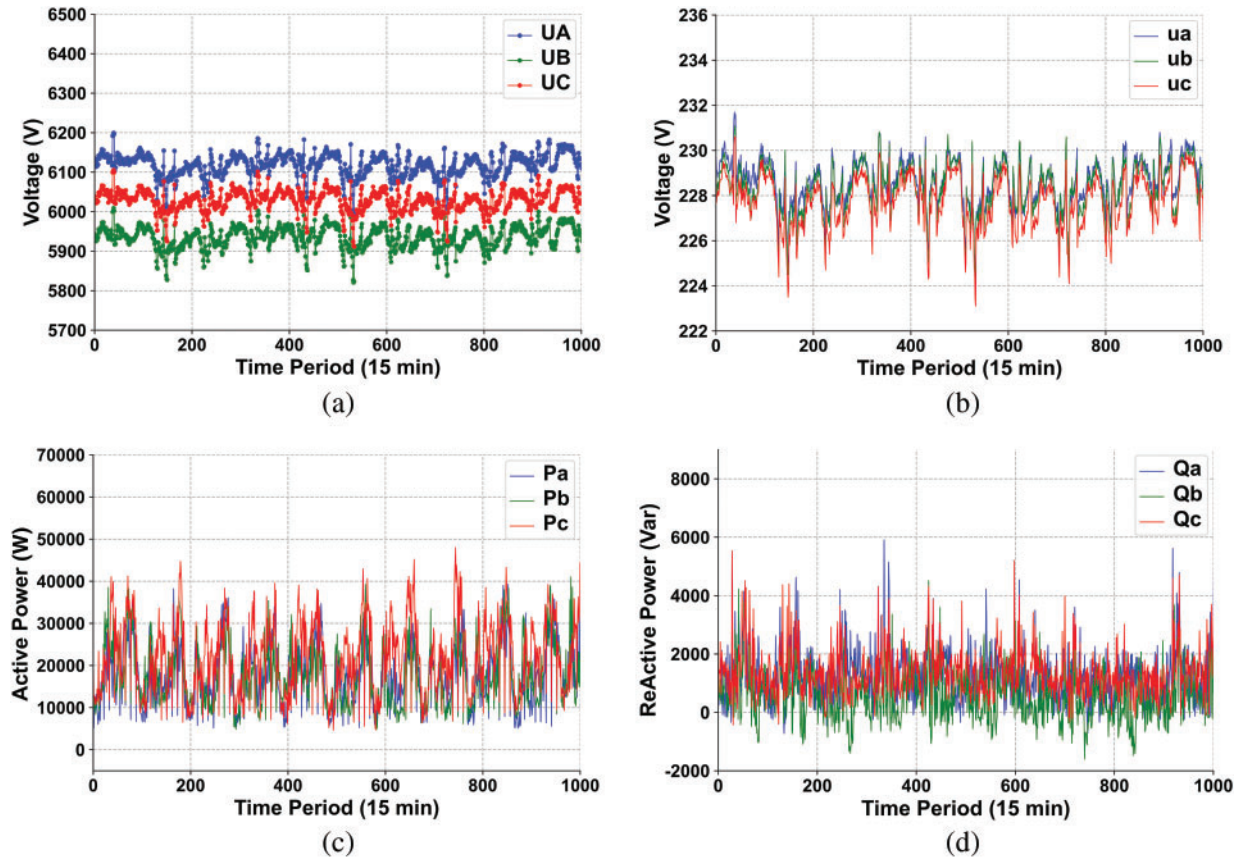 6500
6400
6300
6200
6100
6000
5900
5800
5700
Voltage (V)
UA
UB
UC
0 200 400 600 800 1000
Time Period (15 min)
(a)
236
234
232
230
228
226
224
222
Voltage (V)
ua
ub
uc
0 200 400 600 800 1000
Time Period (15 min)
(b)
70000
60000
50000
40000
30000
20000
10000
0
Active Power (W)
Pa
Pb
Pc
0 200 400 600 800 1000
Time Period (15 min)
(c)
8000
6000
4000
2000
0
-2000
ReActive Power (Var)
Qa
Qb
Qc
0 200 400 600 800 1000
Time Period (15 min)
(d)